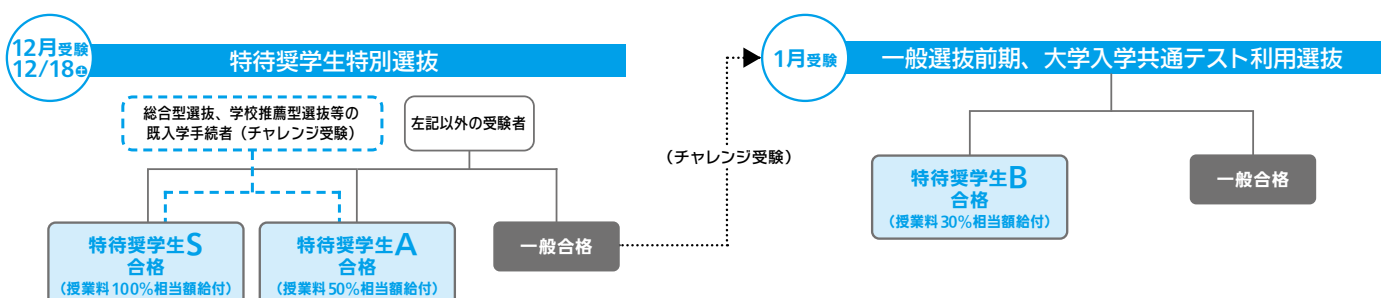 12月受験
12/18土
特待奨学生特別選抜
総合型選抜、学校推薦型選抜等の
既入学手続者（チャレンジ受験）
左記以外の受験者
特待奨学生S
合格
（授業料100%相当額給付）
特待奨学生A
合格
（授業料50%相当額給付）
一般合格
（チャレンジ受験）
1月受験
一般選抜前期、大学入学共通テスト利用選抜
特待奨学生B
合格
（授業料30%相当額給付）
一般合格